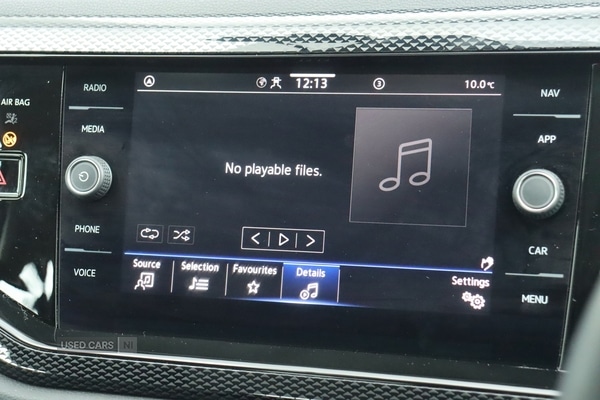 AIR BAG
RADIO
MEDIA
PHONE
VOICE
A
12:13
3
10.0°C
No playable files.
Source
Selection
Favourites
Details
Settings
NAV
APP
CAR
MENU
USED CARS NI